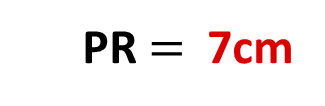 PR = 7cm